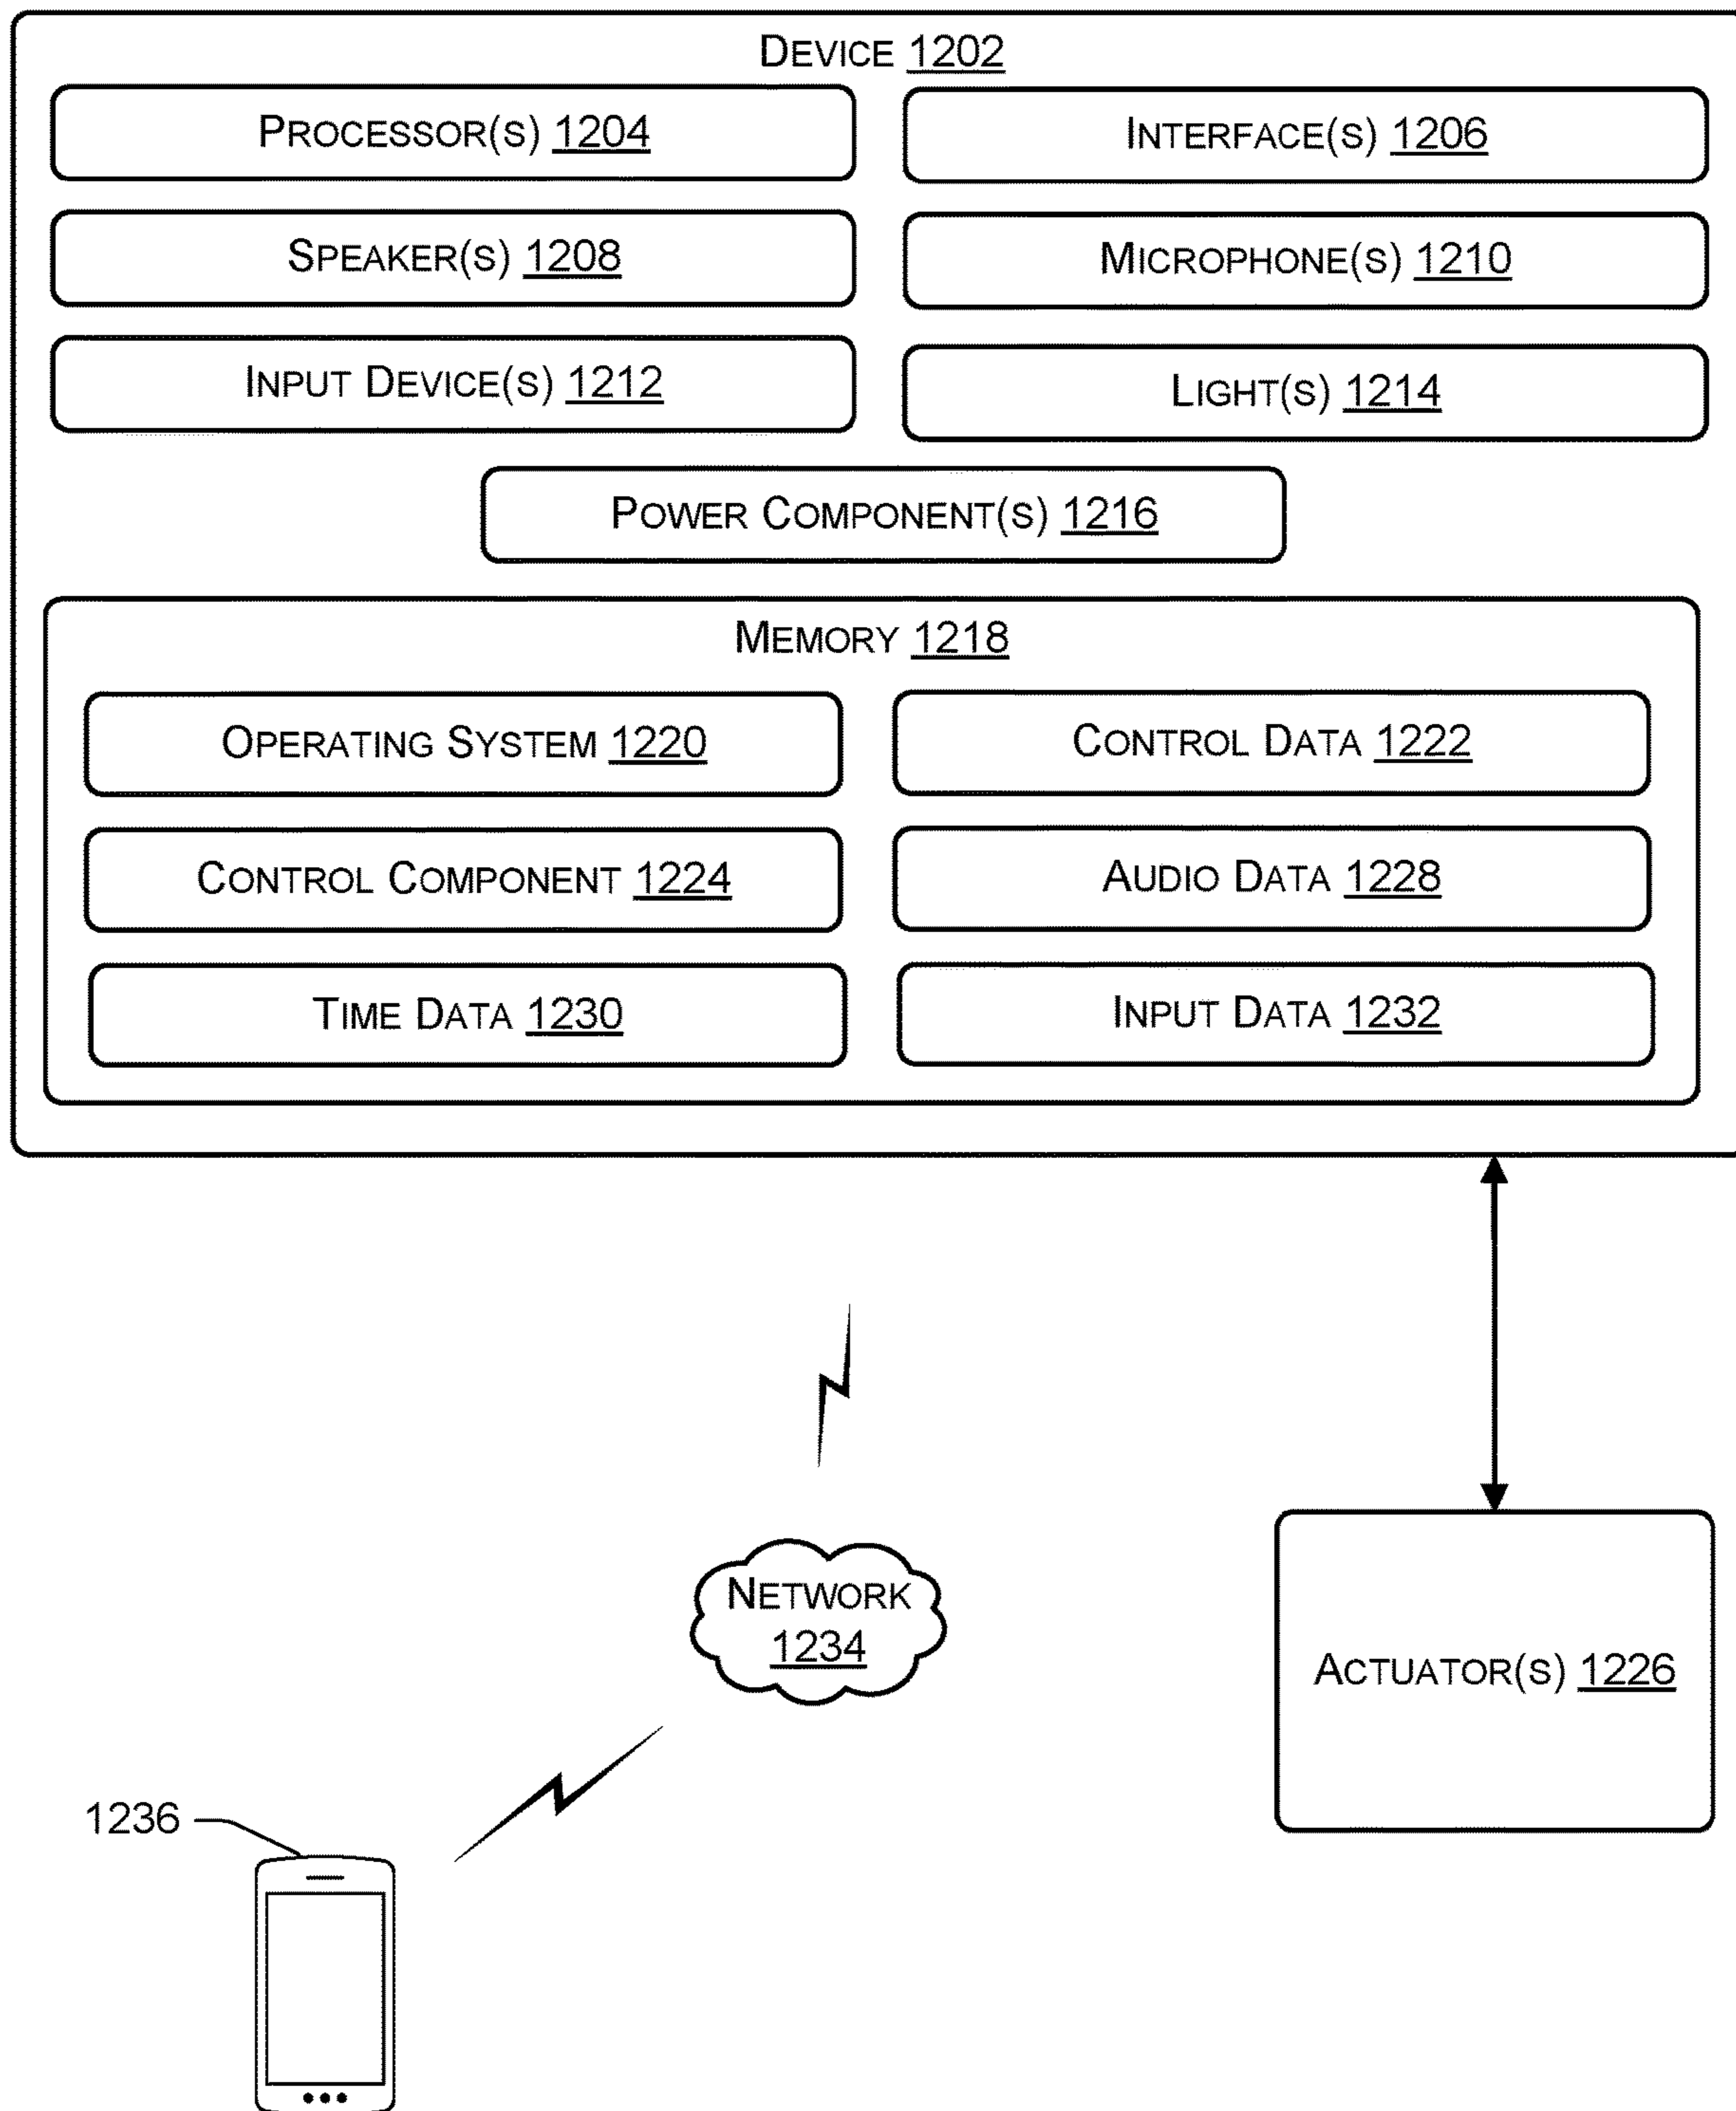 DEVICE 1202
PROCESSOR(S) 1204
INTERFACE(S) 1206
SPEAKER(S) 1208
MICROPHONE(S) 1210
INPUT DEVICE(S) 1212
LIGHT(S) 1214
POWER COMPONENT(S) 1216
MEMORY 1218
OPERATING SYSTEM 1220
CONTROL DATA 1222
CONTROL COMPONENT 1224
AUDIO DATA 1228
TIME DATA 1230
INPUT DATA 1232
NETWORK
1234
ACTUATOR(S) 1226
1236